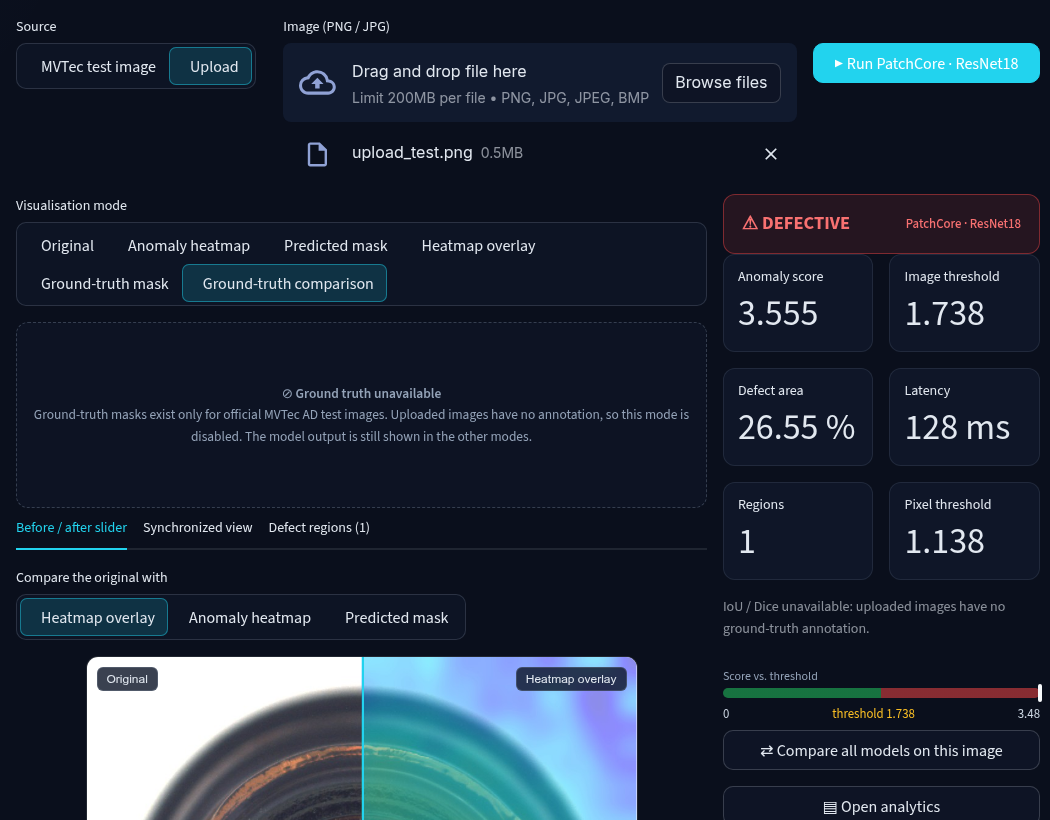 Source
MVTec test image
Upload
Image (PNG / JPG)
Drag and drop file here
Limit 200MB per file • PNG, JPG, JPEG, BMP
Browse files
▶ Run PatchCore · ResNet18
upload_test.png 0.5MB
Visualisation mode
Original
Anomaly heatmap
Predicted mask
Heatmap overlay
Ground-truth mask
Ground-truth comparison
⊘ Ground truth unavailable
Ground-truth masks exist only for official MVTec AD test images. Uploaded images have no annotation, so this mode is
disabled. The model output is still shown in the other modes.
Before / after slider
Synchronized view
Defect regions (1)
Compare the original with
Heatmap overlay
Anomaly heatmap
Predicted mask
Original
Heatmap overlay
⚠ DEFECTIVE
PatchCore · ResNet18
Anomaly score
3.555
Image threshold
1.738
Defect area
26.55 %
Latency
128 ms
Regions
1
Pixel threshold
1.138
IoU / Dice unavailable: uploaded images have no
ground-truth annotation.
Score vs. threshold
0
threshold 1.738
3.48
⇄ Compare all models on this image
▤ Open analytics